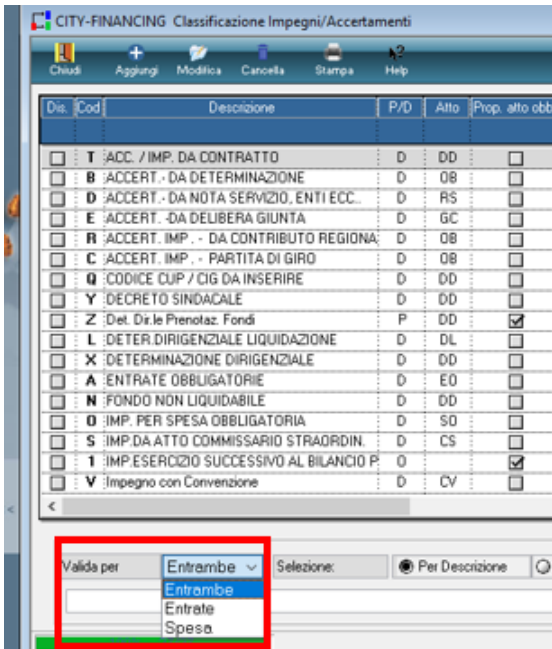 CITY-FINANCING Classificazione Impegni/Accertamenti
Chiudi Aggiungi Modifica Cancella Stampa Help
Dis. Cod Descrizione P/D Atto Prop. atto obb
T ACC. / IMP. DA CONTRATTO D DD
B ACCERT.- DA DETERMINAZIONE D OB
D ACCERT.- DA NOTA SERVIZIO, ENTI ECC.. D RS
E ACCERT. -DA DELIBERA GIUNTA D GC
R ACCERT. IMP. - DA CONTRIBUTO REGIONA D OB
C ACCERT. IMP. - PARTITA DI GIRO D OB
Q CODICE CUP / CIG DA INSERIRE D DD
Y DECRETO SINDACALE D DD
Z Det. Dir.le Prenotaz. Fondi P DD
L DETER.DIRIGENZIALE LIQUIDAZIONE D DL
X DETERMINAZIONE DIRIGENZIALE D DD
A ENTRATE OBBLIGATORIE D EO
N FONDO NON LIQUIDABILE D DD
O IMP. PER SPESA OBBLIGATORIA D SO
S IMP.DA ATTO COMMISSARIO STRAORDIN. D CS
1 IMP.ESERCIZIO SUCCESSIVO AL BILANCIO P O
V Impegno con Convenzione D CV
Valida per Entrambe Selezione: Per Descrizione
Entrambe
Entrate
Spesa